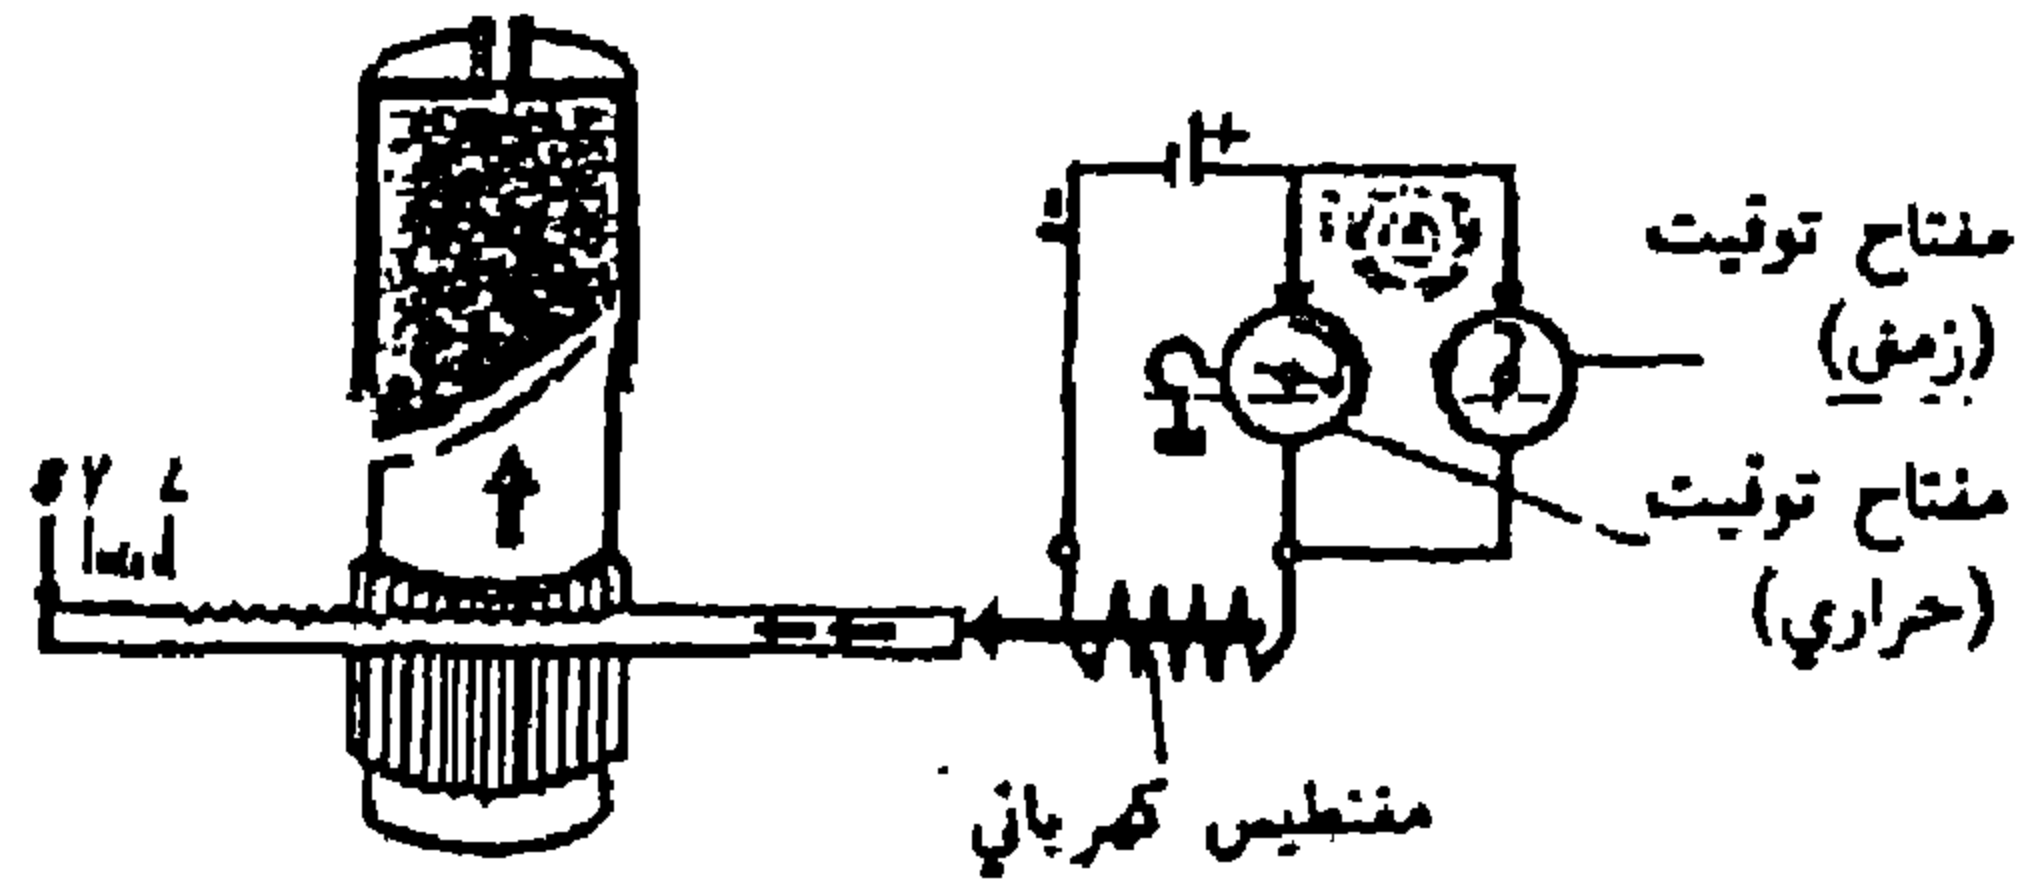 +
مفتاح توقيت
(زمني)
مفتاح توقيت
(حراري)
مغنطيس كهربائي